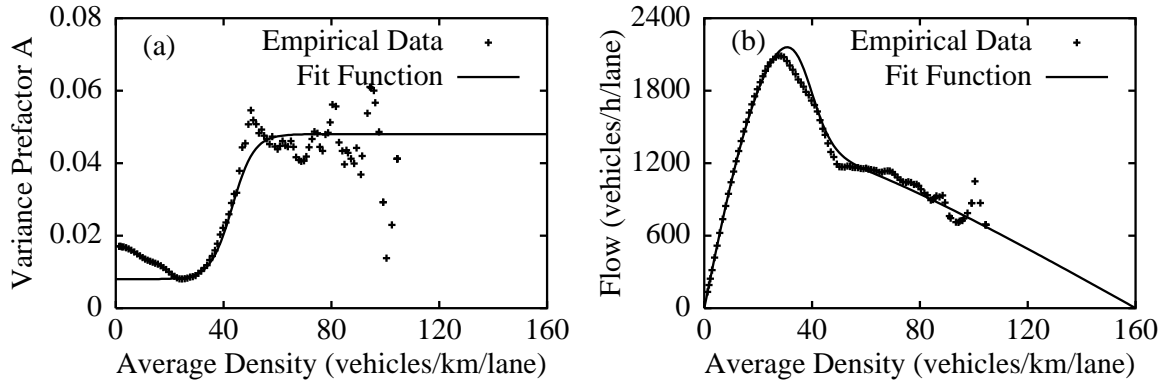 Variance Prefactor A
0.08
0.06
0.04
0.02
0
(a)
Empirical Data
Fit Function
0 40 80 120 160
Average Density (vehicles/km/lane)
Flow (vehicles/h/lane)
2400
1800
1200
600
0
(b)
Empirical Data
Fit Function
0 40 80 120 160
Average Density (vehicles/km/lane)